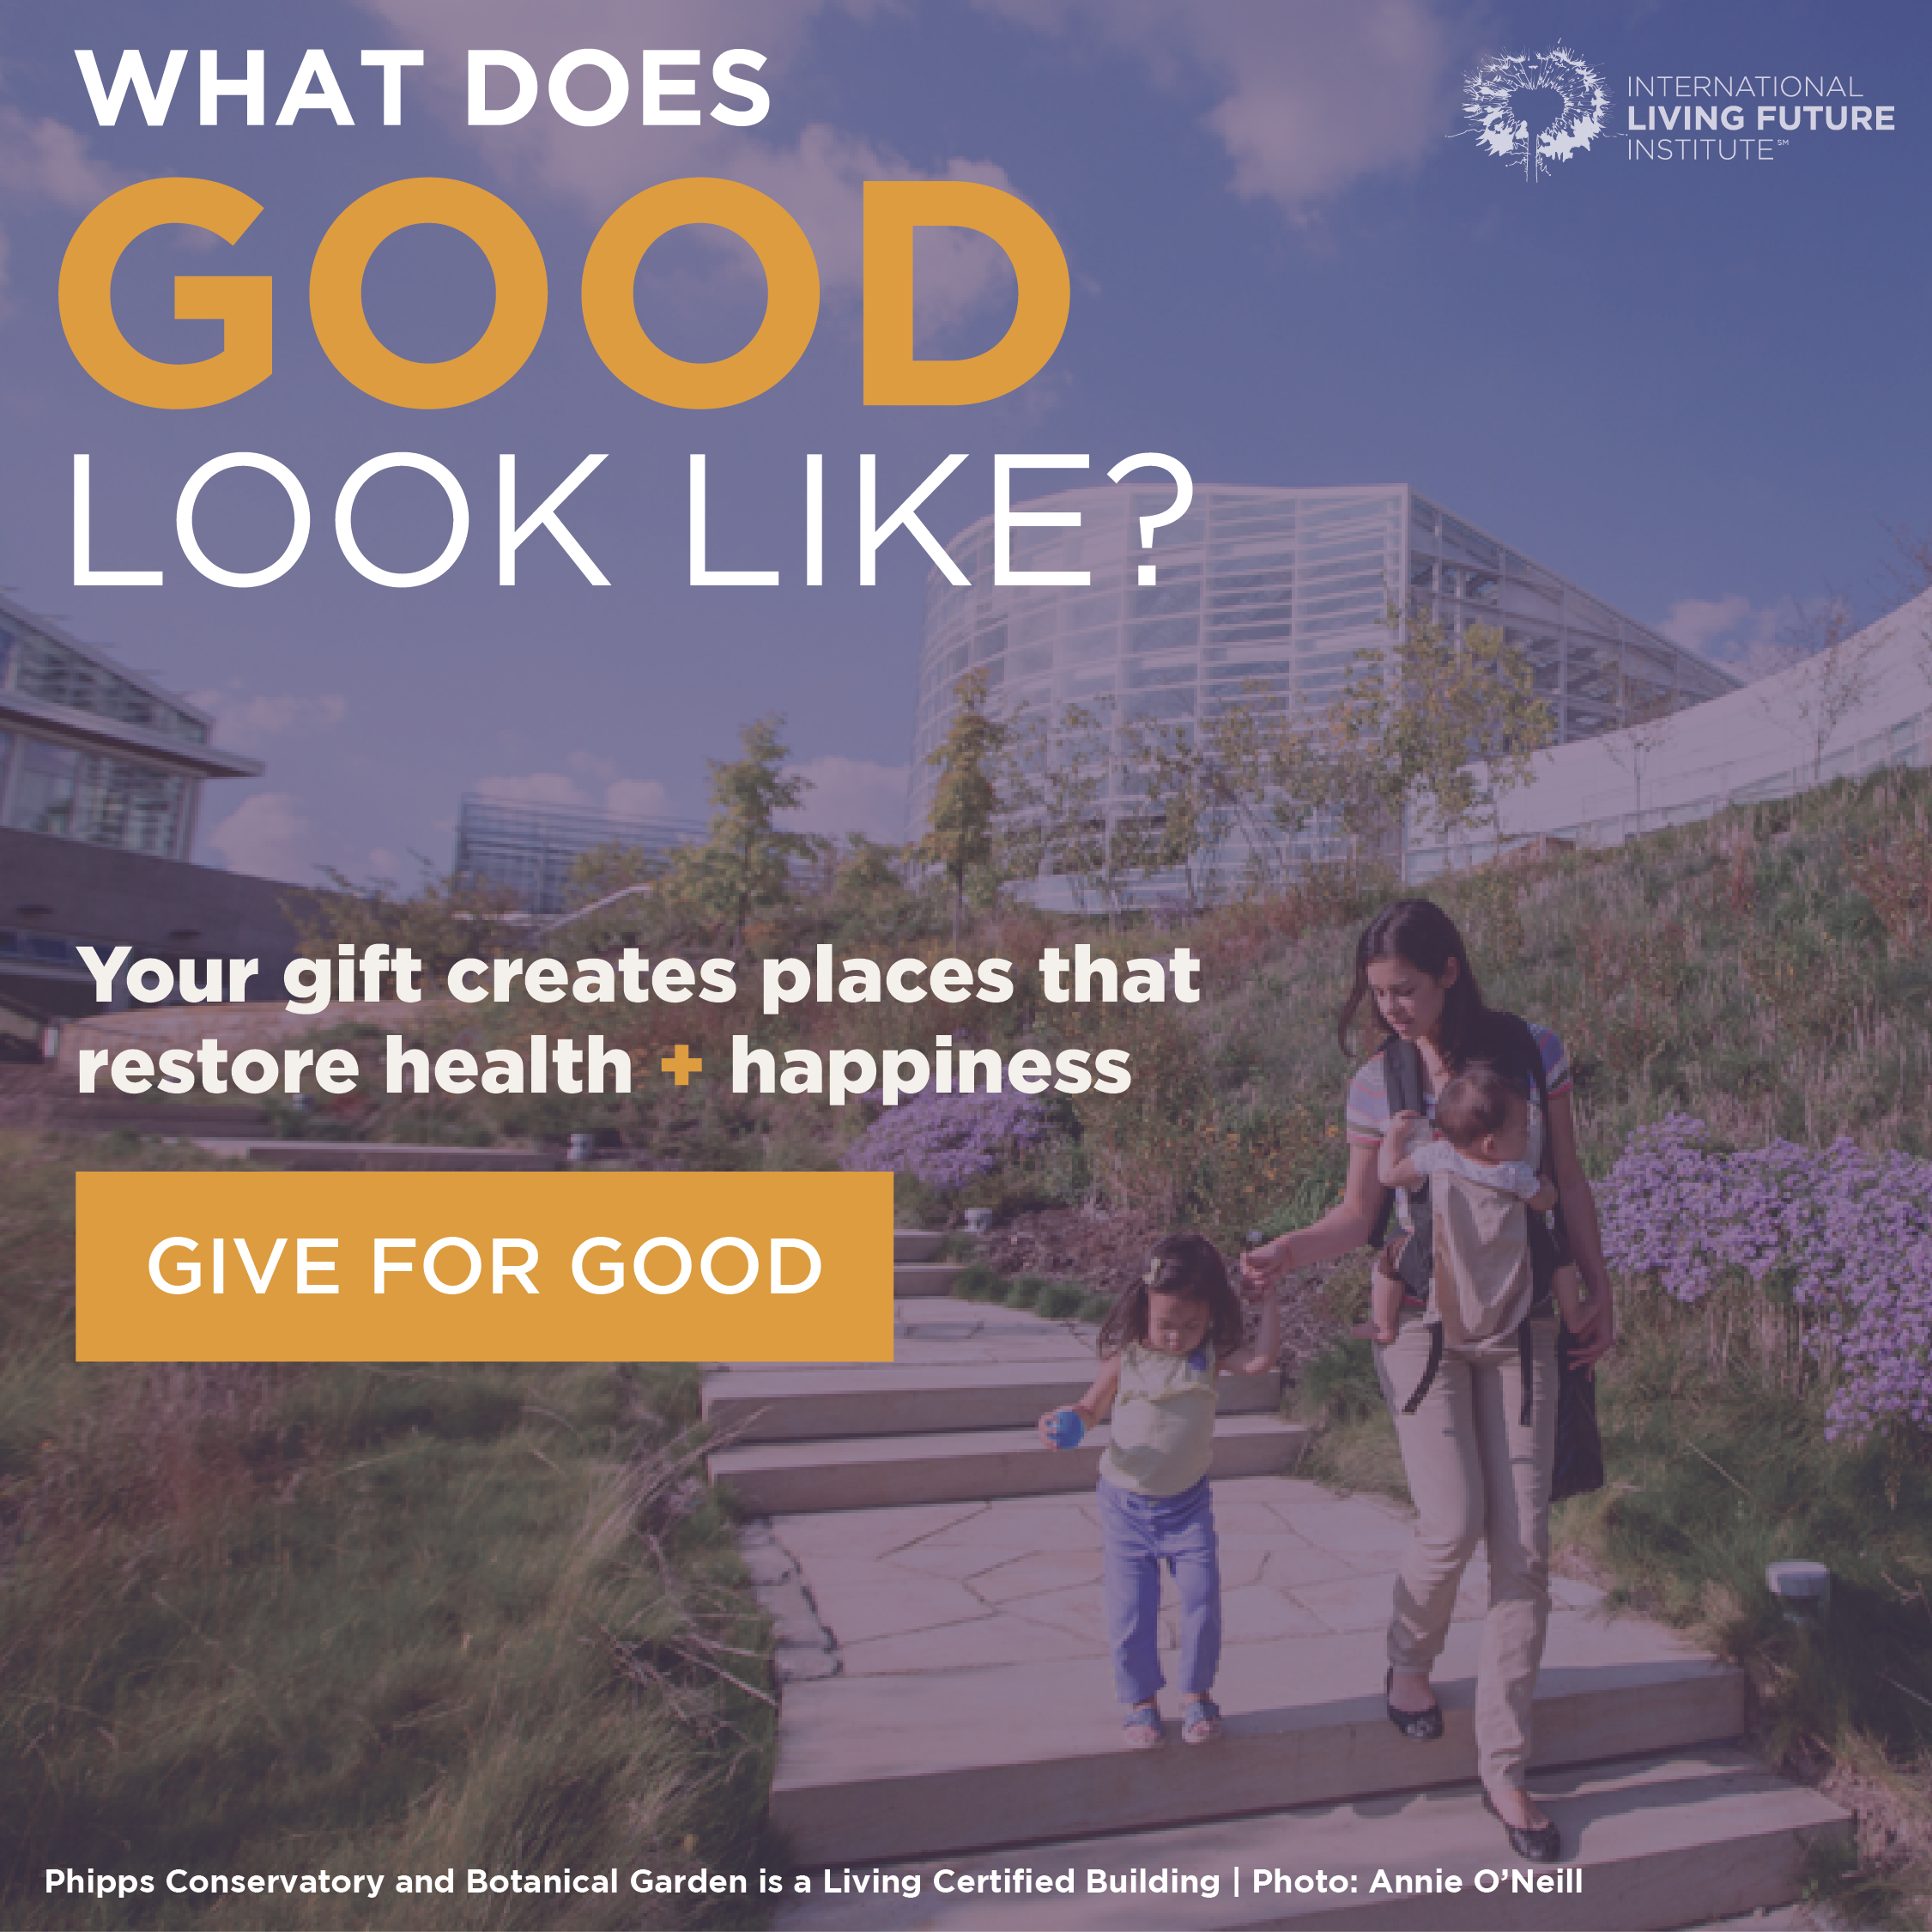 WHAT DOES
INTERNATIONAL
LIVING FUTURE
INSTITUTE℠
GOOD
LOOK LIKE?
Your gift creates places that
restore health + happiness
GIVE FOR GOOD
Phipps Conservatory and Botanical Garden is a Living Certified Building | Photo: Annie O’Neill